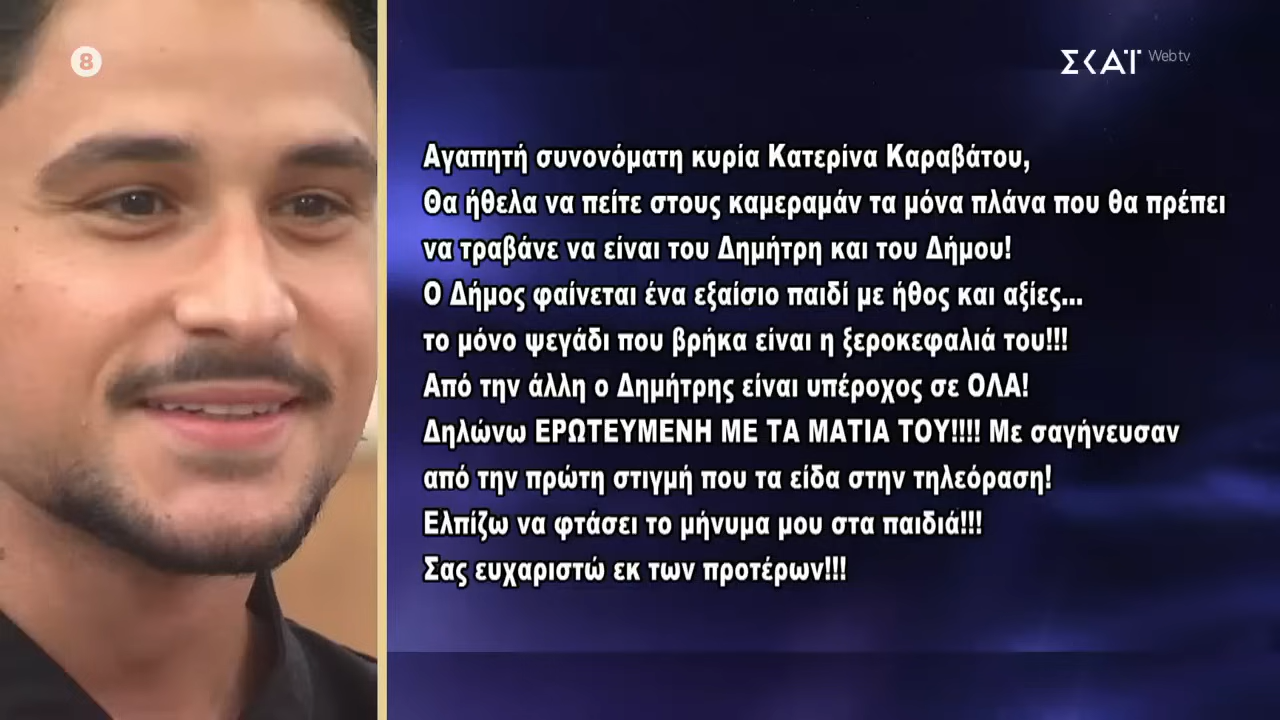 8
ΣΚΑΪ Webtv
Αγαπητή συνονόματη κυρία Κατερίνα Καραβάτου,
Θα ήθελα να πείτε στους καμεραμάν τα μόνα πλάνα που θα πρέπει
να τραβάνε να είναι του Δημήτρη και του Δήμου!
Ο Δήμος φαίνεται ένα εξαίσιο παιδί με ήθος και αξίες...
το μόνο ψεγάδι που βρήκα είναι η ξεροκεφαλιά του!!!
Από την άλλη ο Δημήτρης είναι υπέροχος σε ΟΛΑ!
Δηλώνω ΕΡΩΤΕΥΜΕΝΗ ΜΕ ΤΑ ΜΑΤΙΑ ΤΟΥ!!!! Με σαγήνευσαν
από την πρώτη στιγμή που τα είδα στην τηλεόραση!
Ελπίζω να φτάσει το μήνυμα μου στα παιδιά!!!
Σας ευχαριστώ εκ των προτέρων!!!